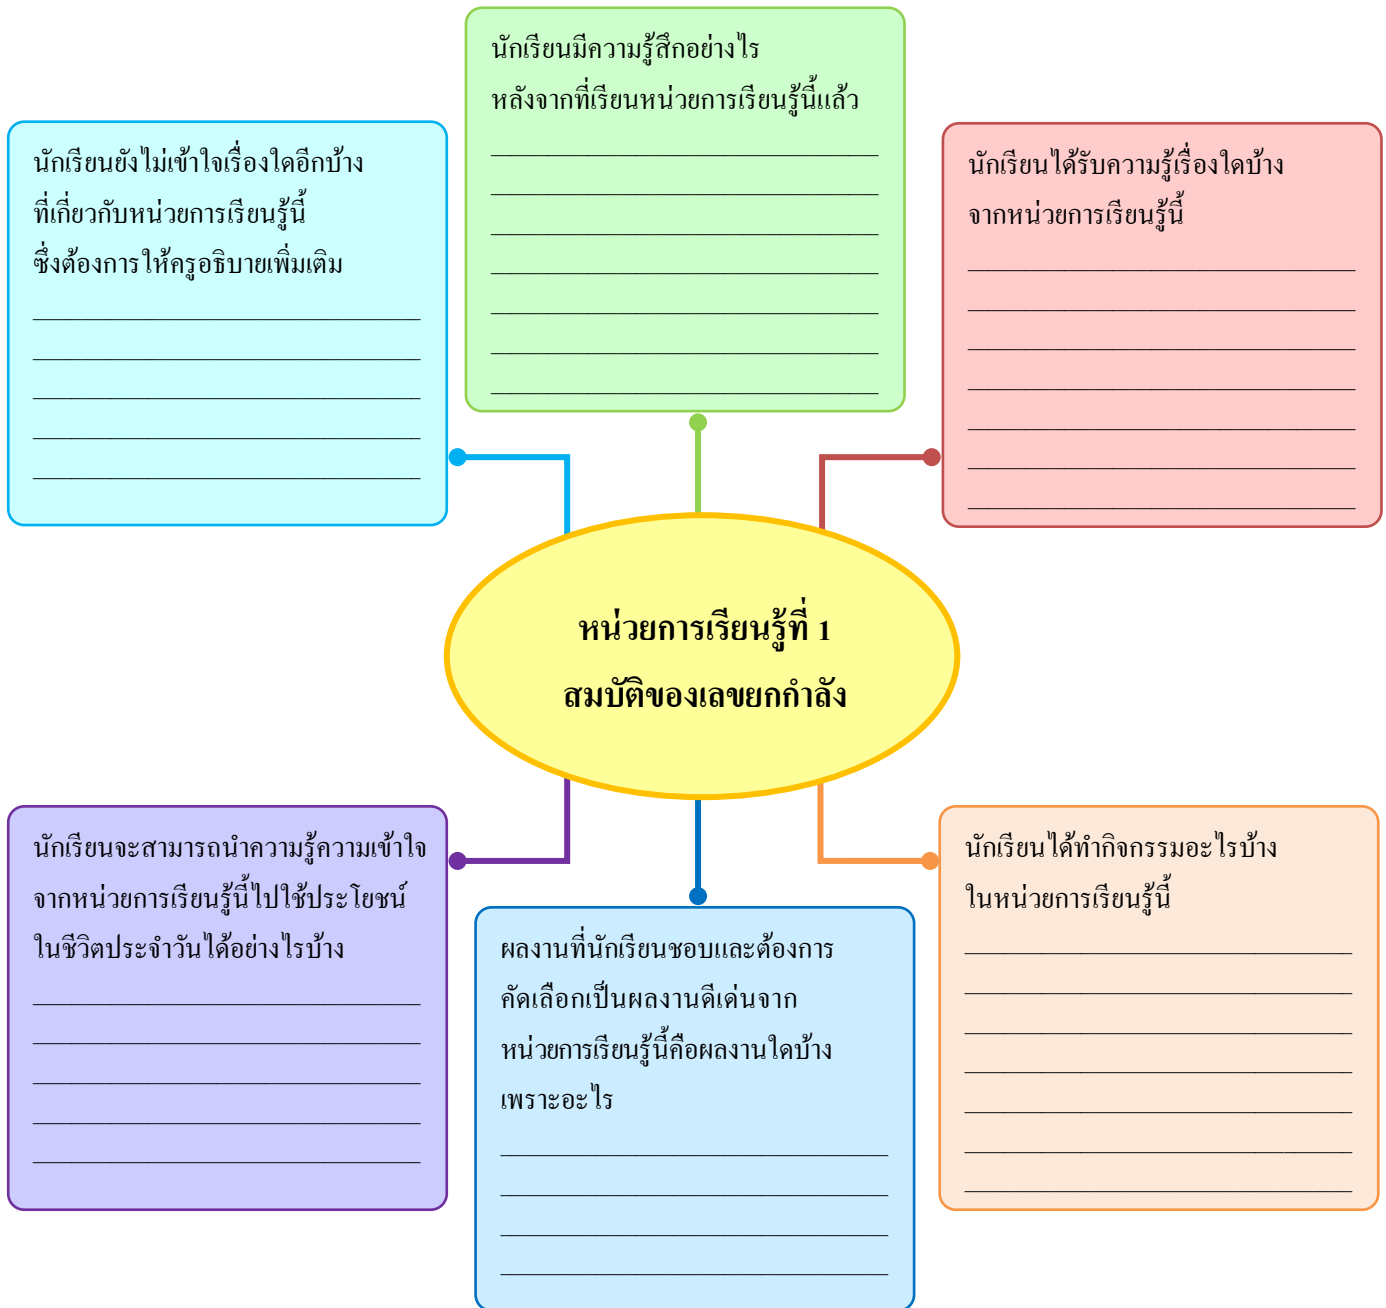 นักเรียนมีความรู้สึกอย่างไร
หลังจากที่เรียนหน่วยการเรียนรู้นี้แล้ว
นักเรียนยังไม่เข้าใจเรื่องใดอีกบ้าง
ที่เกี่ยวกับหน่วยการเรียนรู้นี้
ซึ่งต้องการให้ครูอธิบายเพิ่มเติม
นักเรียนได้รับความรู้เรื่องใดบ้าง
จากหน่วยการเรียนรู้นี้
หน่วยการเรียนรู้ที่ 1
สมบัติของเลขยกกำลัง
นักเรียนจะสามารถนำความรู้ความเข้าใจ
จากหน่วยการเรียนรู้นี้ไปใช้ประโยชน์
ในชีวิตประจำวันได้อย่างไรบ้าง
ผลงานที่นักเรียนชอบและต้องการ
คัดเลือกเป็นผลงานดีเด่นจาก
หน่วยการเรียนรู้นี้คือผลงานใดบ้าง
เพราะอะไร
นักเรียนได้ทำกิจกรรมอะไรบ้าง
ในหน่วยการเรียนรู้นี้